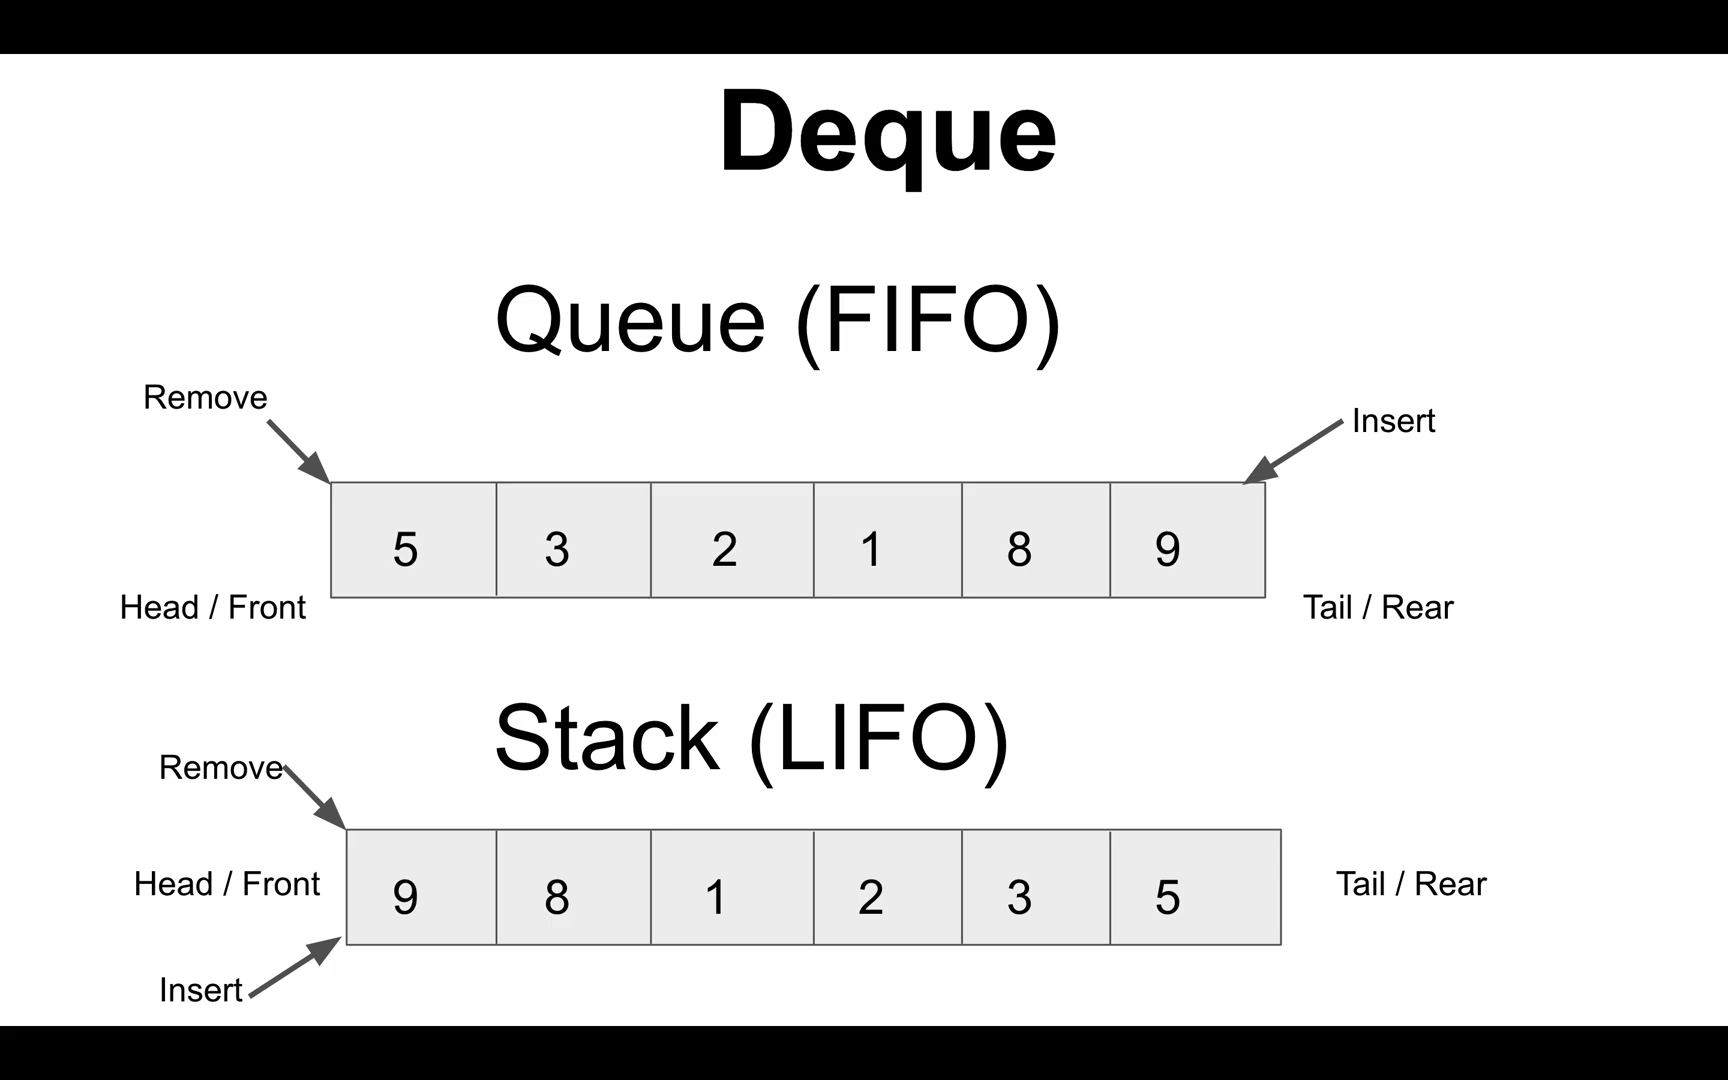 Deque
Queue (FIFO)
Remove
Insert
5 3 2 1 8 9
Head / Front
Tail / Rear
Stack (LIFO)
Remove
Head / Front
9 8 1 2 3 5
Tail / Rear
Insert